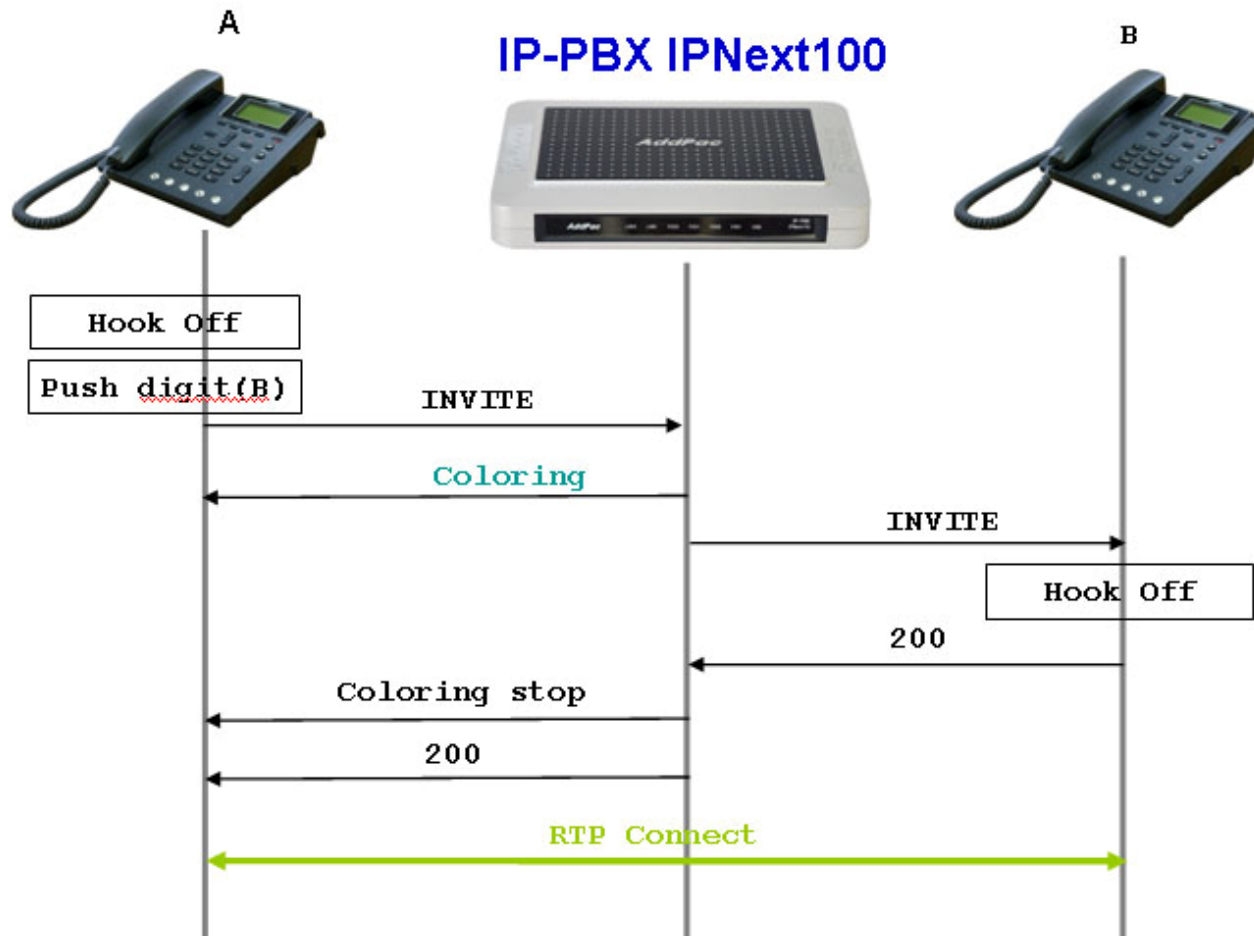 A
IP-PBX IPNext100
B
AddPac
AddPac
Hook Off
Push digit(B)
INVITE
Coloring
INVITE
Hook Off
200
Coloring stop
200
RTP Connect